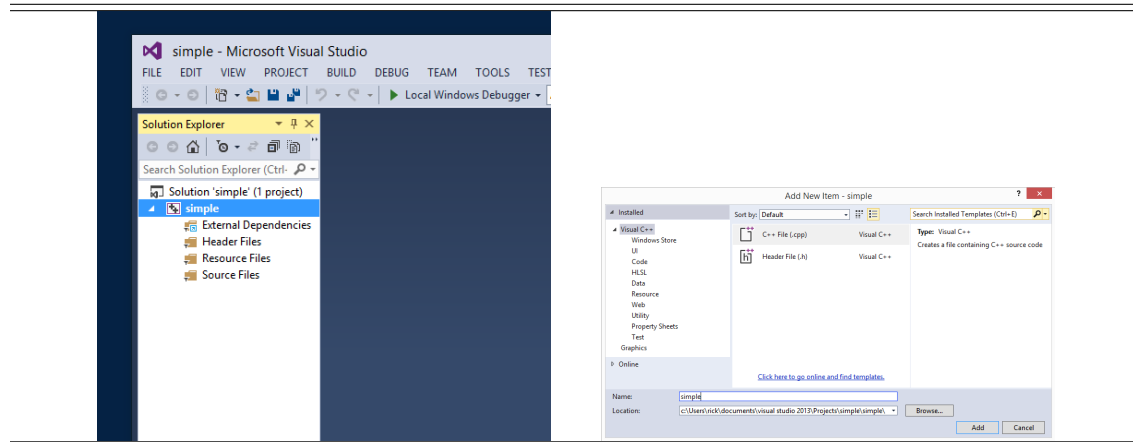 simple - Microsoft Visual Studio
FILE EDIT VIEW PROJECT BUILD DEBUG TEAM TOOLS TEST
Local Windows Debugger
Solution Explorer
Search Solution Explorer (Ctrl-
Solution 'simple' (1 project)
simple
External Dependencies
Header Files
Resource Files
Source Files
Add New Item - simple
Installed
Sort by: Default
Search Installed Templates (Ctrl+E)
Visual C++
Windows Store
UI
Code
HLSL
Data
Resource
Web
Utility
Property Sheets
Test
Graphics
Online
C++ File (.cpp) Visual C++
Header File (.h) Visual C++
Type: Visual C++
Creates a file containing C++ source code
Click here to go online and find templates.
Name: simple
Location: c:\Users\rick\documents\visual studio 2013\Projects\simple\simple\ Browse...
Add Cancel